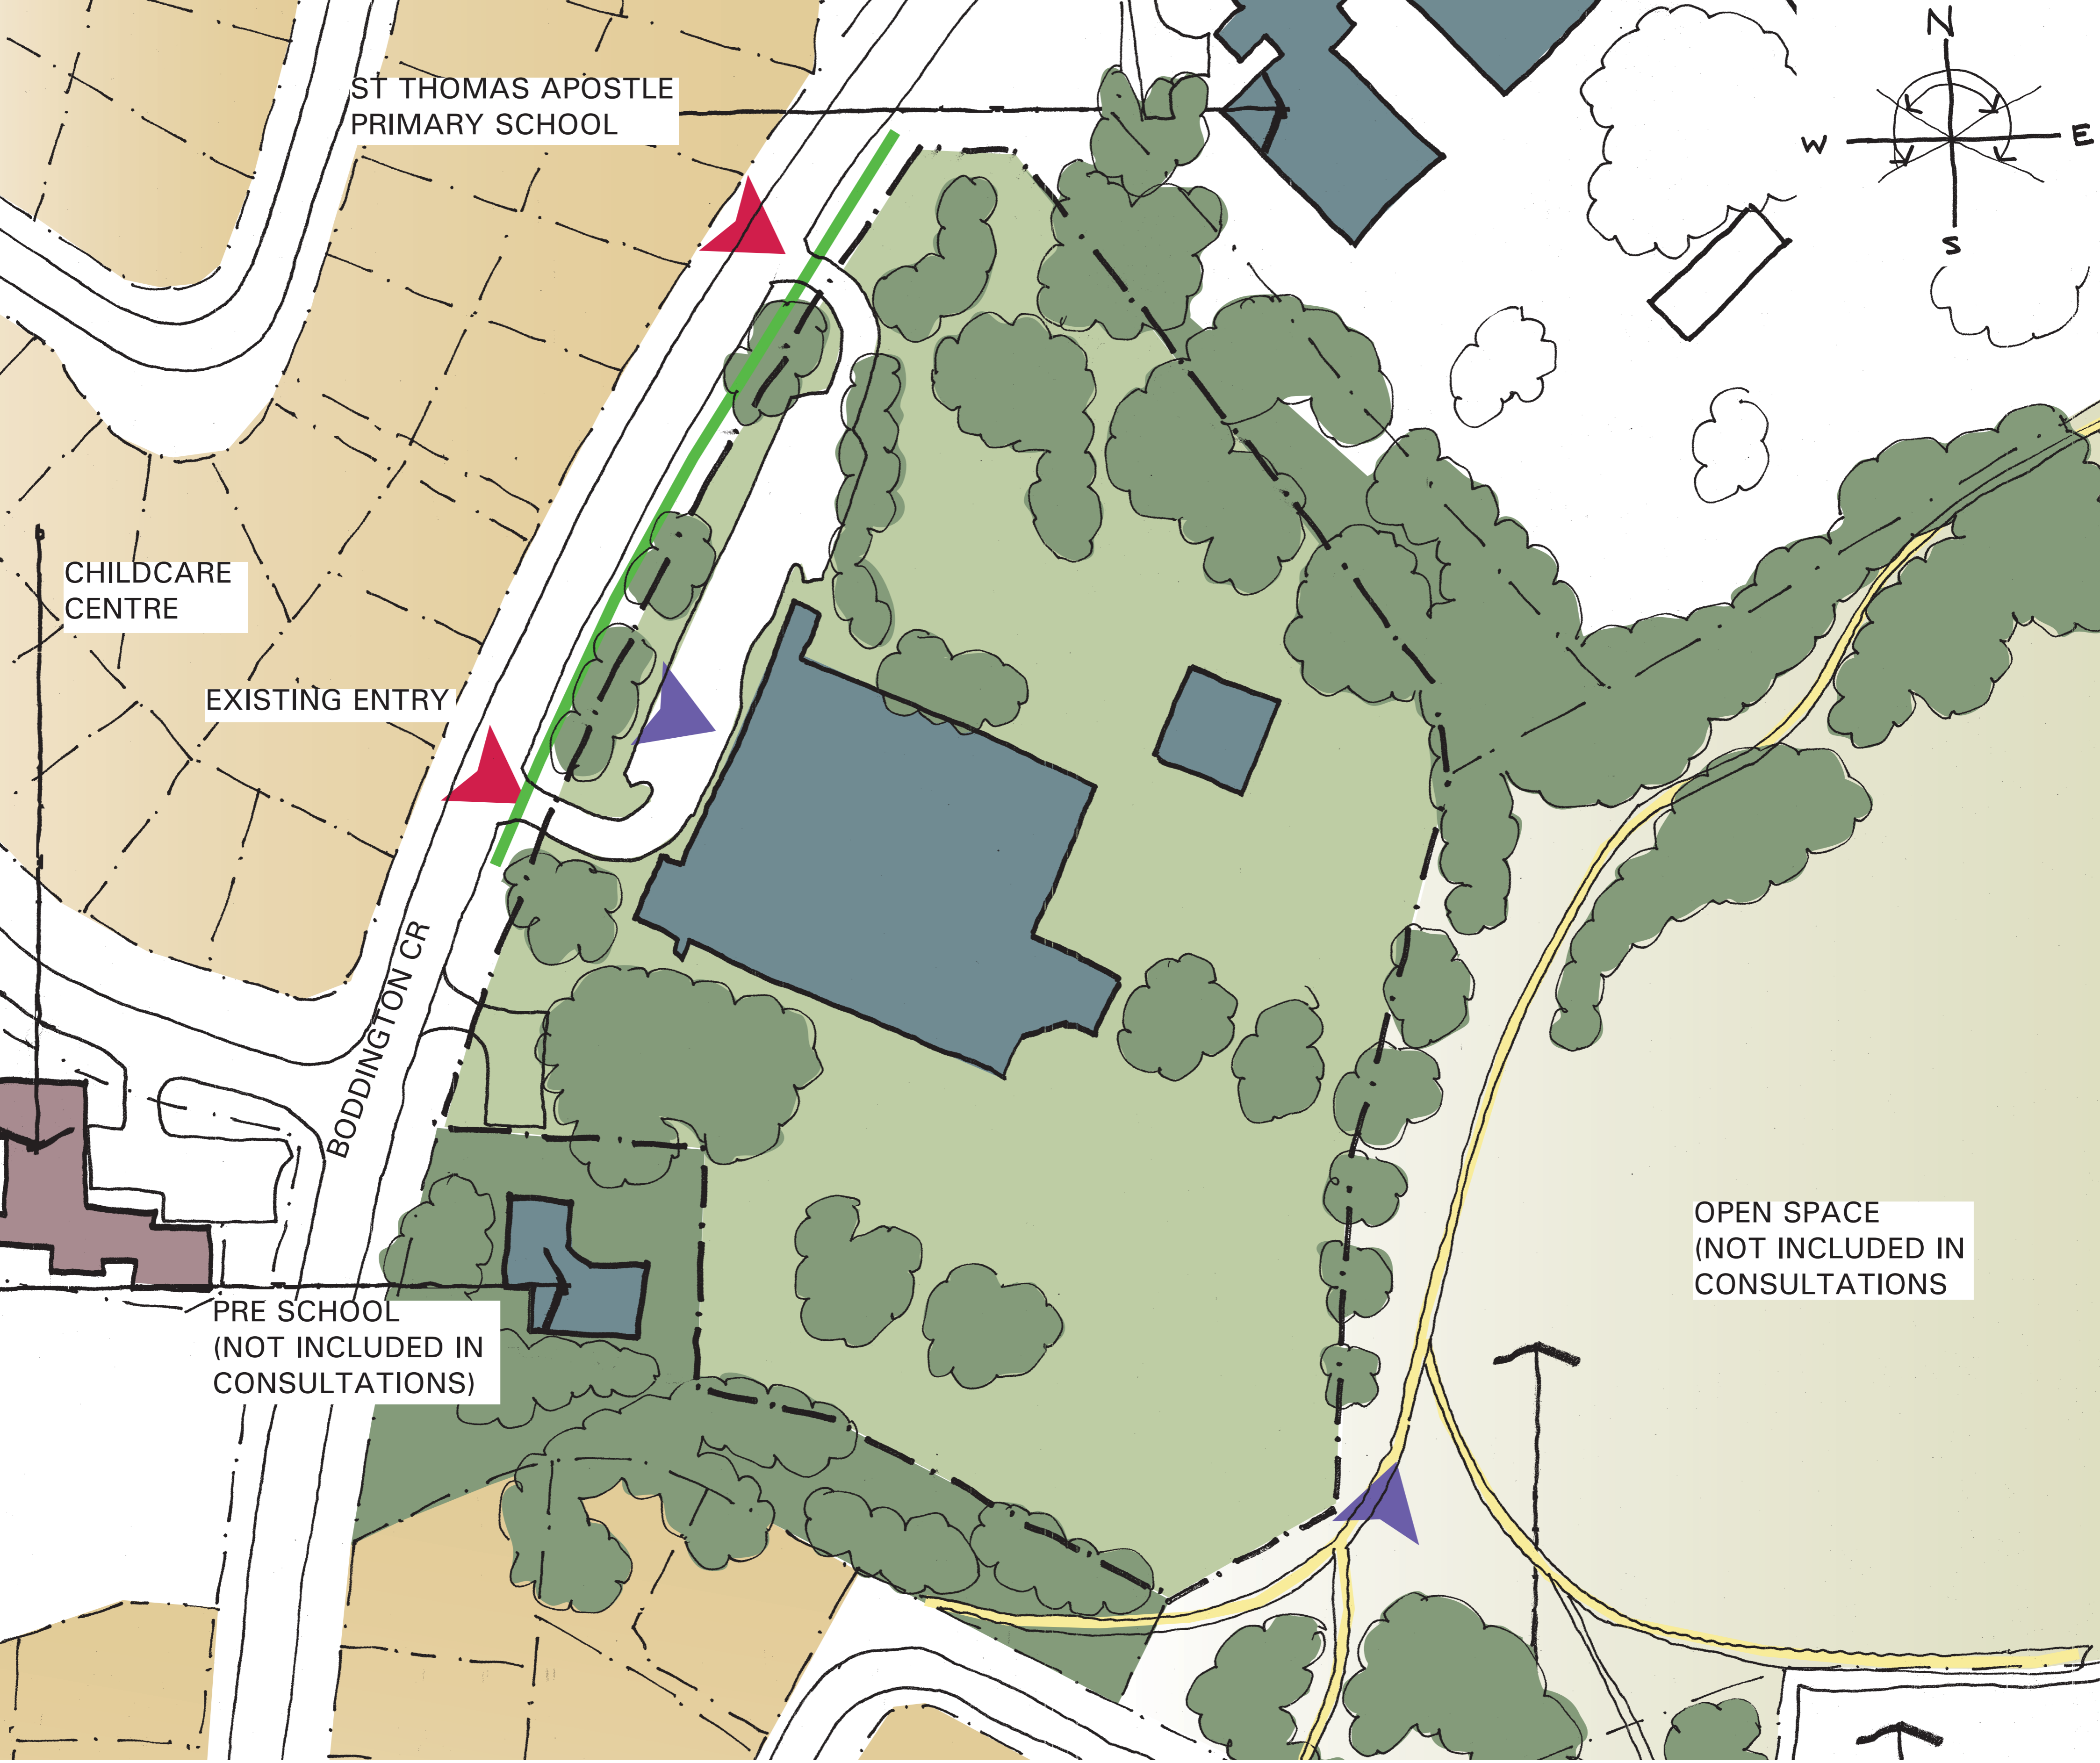 ST THOMAS APOSTLE
PRIMARY SCHOOL
N
W
E
S
CHILDCARE
CENTRE
EXISTING ENTRY
BODDINGTON CR
OPEN SPACE
(NOT INCLUDED IN
CONSULTATIONS
PRE SCHOOL
(NOT INCLUDED IN
CONSULTATIONS)